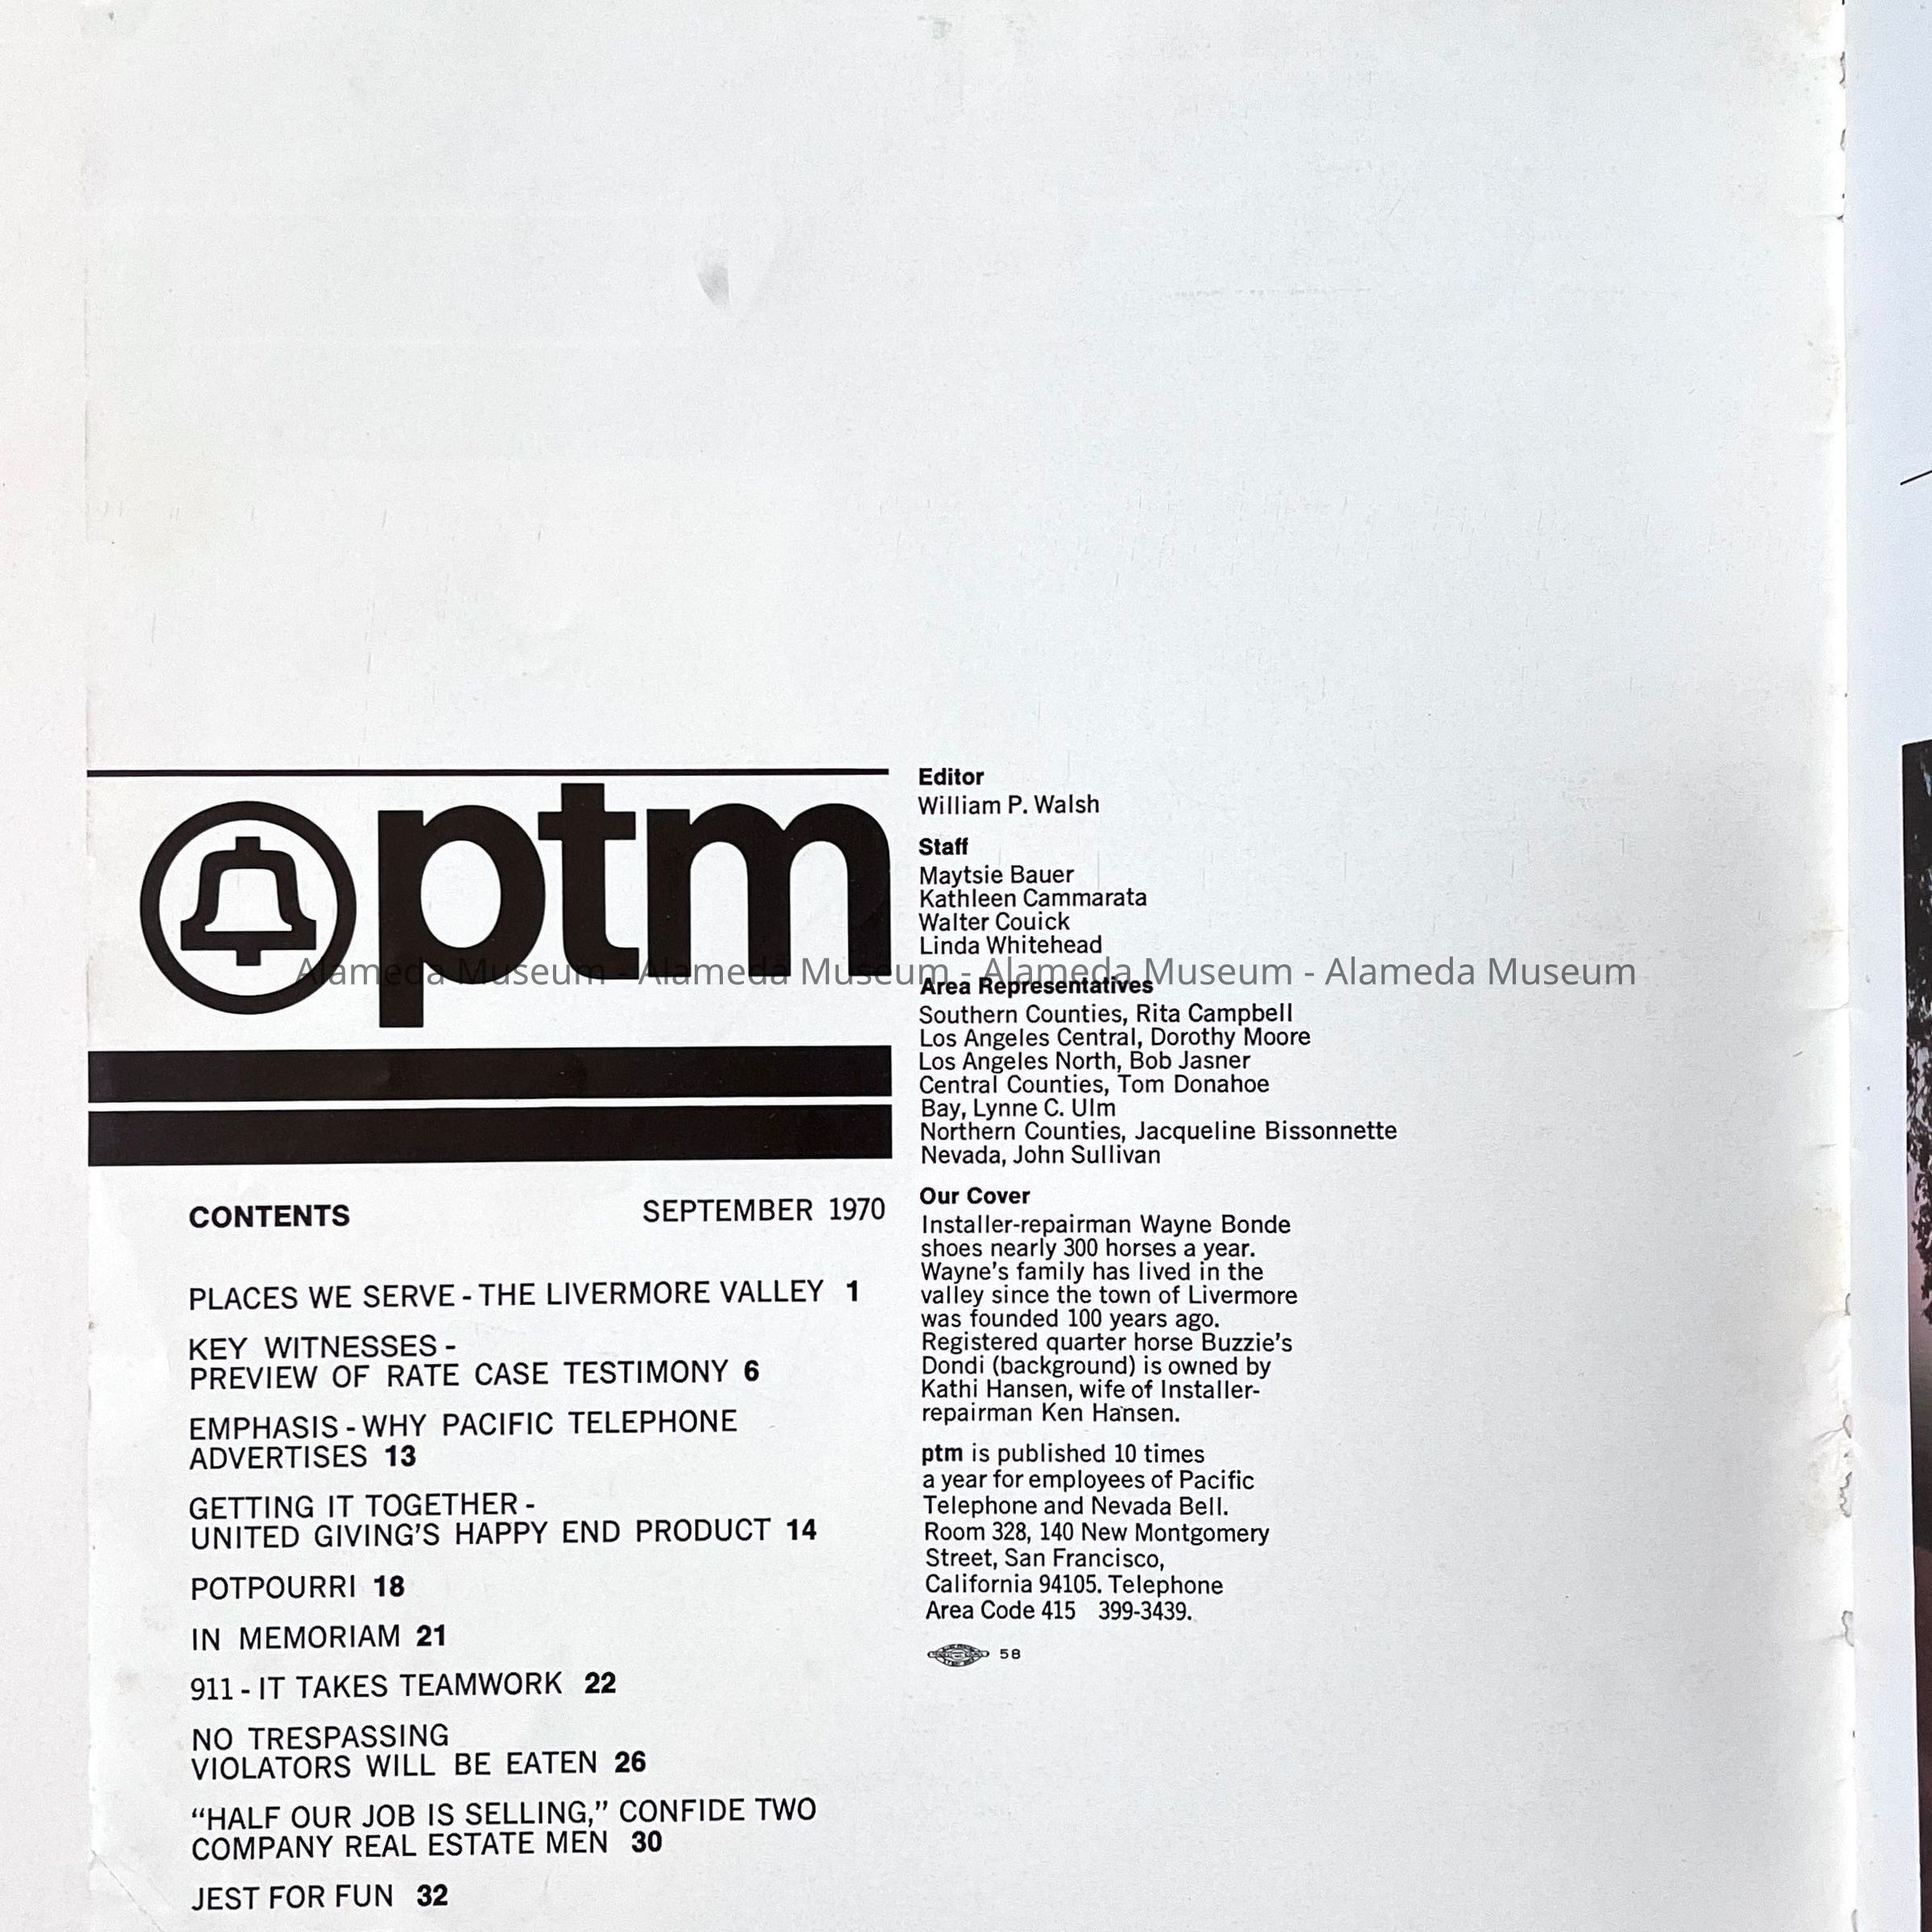 ptm
CONTENTS SEPTEMBER 1970
PLACES WE SERVE - THE LIVERMORE VALLEY 1
KEY WITNESSES -
PREVIEW OF RATE CASE TESTIMONY 6
EMPHASIS - WHY PACIFIC TELEPHONE
ADVERTISES 13
GETTING IT TOGETHER -
UNITED GIVING'S HAPPY END PRODUCT 14
POTPOURRI 18
IN MEMORIAM 21
911 - IT TAKES TEAMWORK 22
NO TRESPASSING
VIOLATORS WILL BE EATEN 26
“HALF OUR JOB IS SELLING,” CONFIDE TWO
COMPANY REAL ESTATE MEN 30
JEST FOR FUN 32
Editor
William P. Walsh
Staff
Maytsie Bauer
Kathleen Cammarata
Walter Couick
Linda Whitehead
Area Representatives
Southern Counties, Rita Campbell
Los Angeles Central, Dorothy Moore
Los Angeles North, Bob Jasner
Central Counties, Tom Donahoe
Bay, Lynne C. Ulm
Northern Counties, Jacqueline Bissonnette
Nevada, John Sullivan
Our Cover
Installer-repairman Wayne Bonde
shoes nearly 300 horses a year.
Wayne's family has lived in the
valley since the town of Livermore
was founded 100 years ago.
Registered quarter horse Buzzie's
Dondi (background) is owned by
Kathi Hansen, wife of Installer-
repairman Ken Hansen.
ptm is published 10 times
a year for employees of Pacific
Telephone and Nevada Bell.
Room 328, 140 New Montgomery
Street, San Francisco,
California 94105. Telephone
Area Code 415 399-3439.
58
Alameda Museum - Alameda Museum - Alameda Museum - Alameda Museum